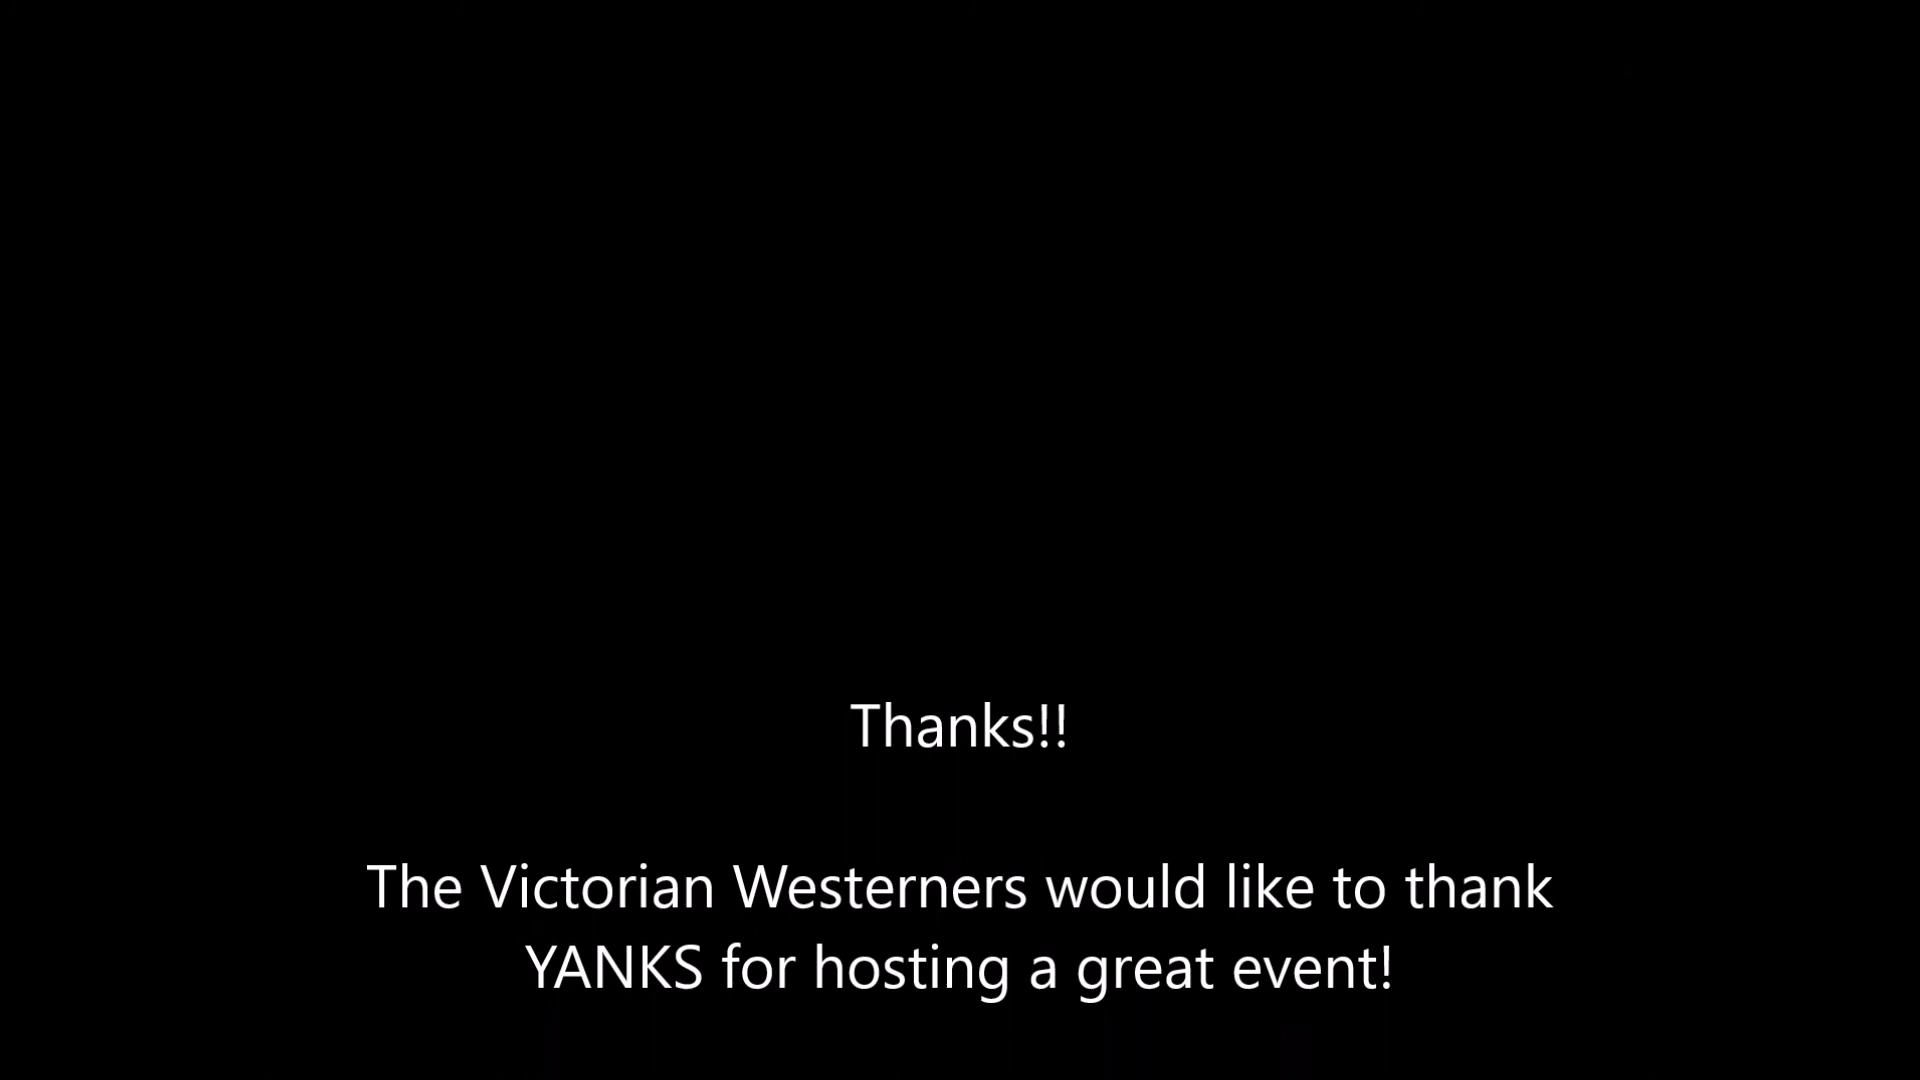 Thanks!!
The Victorian Westerners would like to thank
YANKS for hosting a great event!